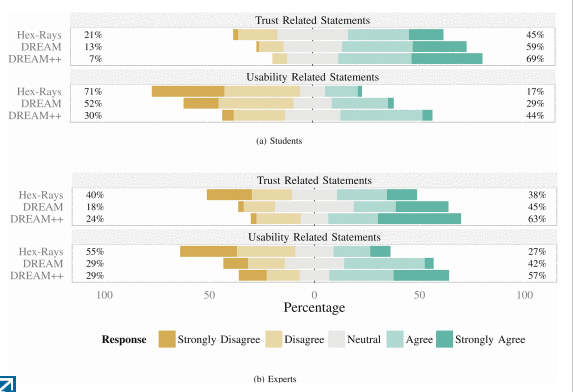 Trust Related Statements
Hex-Rays 21% 45%
DREAM 13% 59%
DREAM++ 7% 69%
Usability Related Statements
Hex-Rays 71% 17%
DREAM 52% 29%
DREAM++ 30% 44%
(a) Students
Trust Related Statements
Hex-Rays 40% 38%
DREAM 18% 45%
DREAM++ 24% 63%
Usability Related Statements
Hex-Rays 55% 27%
DREAM 29% 42%
DREAM++ 29% 57%
100 50 0 50 100
Percentage
Response Strongly Disagree Disagree Neutral Agree Strongly Agree
(b) Experts